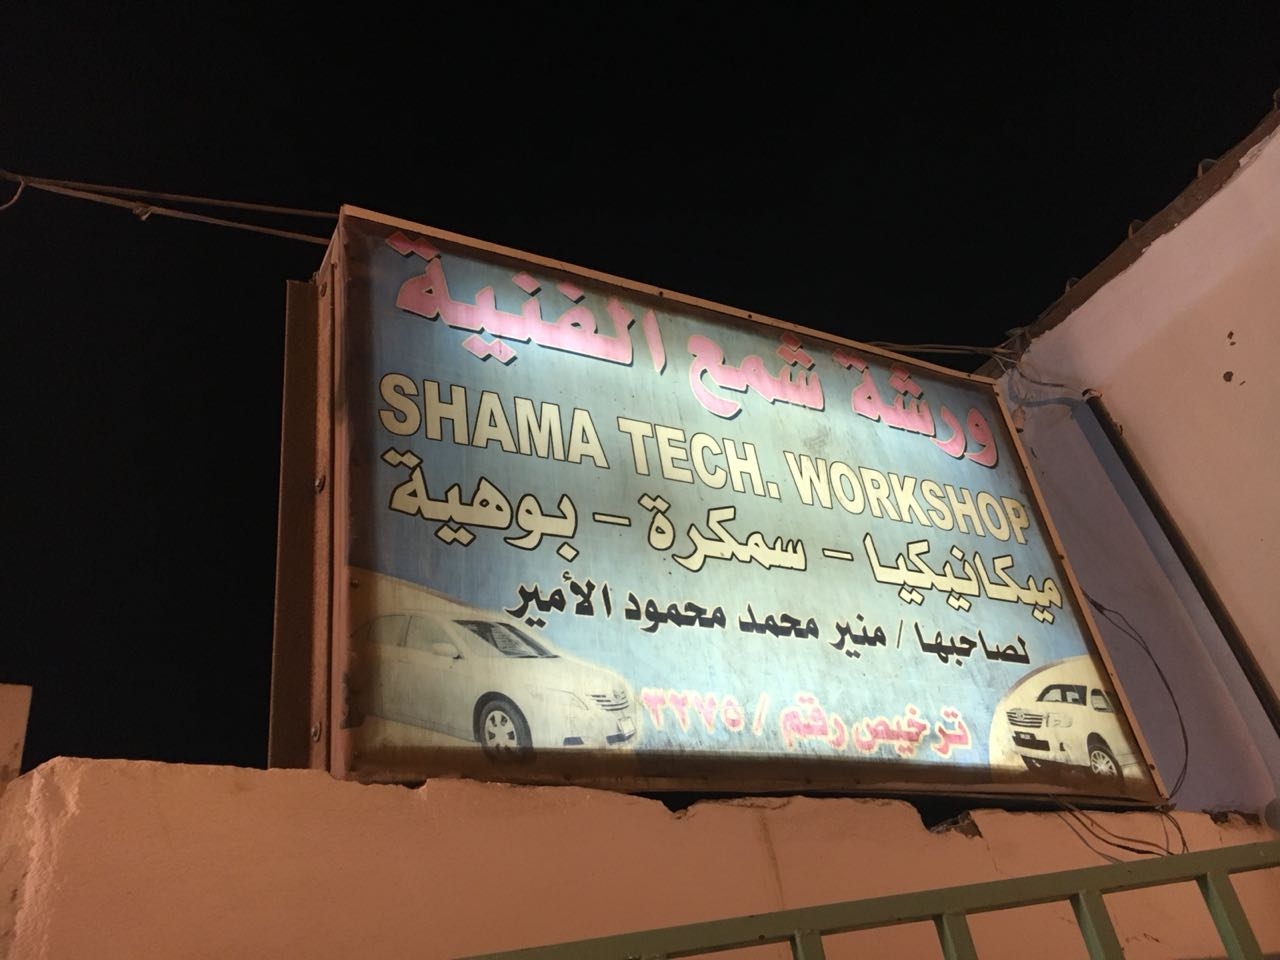 ورشة شمع الفنية
SHAMA TECH. WORKSHOP
ميكانيكيا - سمكرة - بوهية
لصاحبها / منير محمد محمود الأمير
ترخيص رقم / ٣٢٧٥